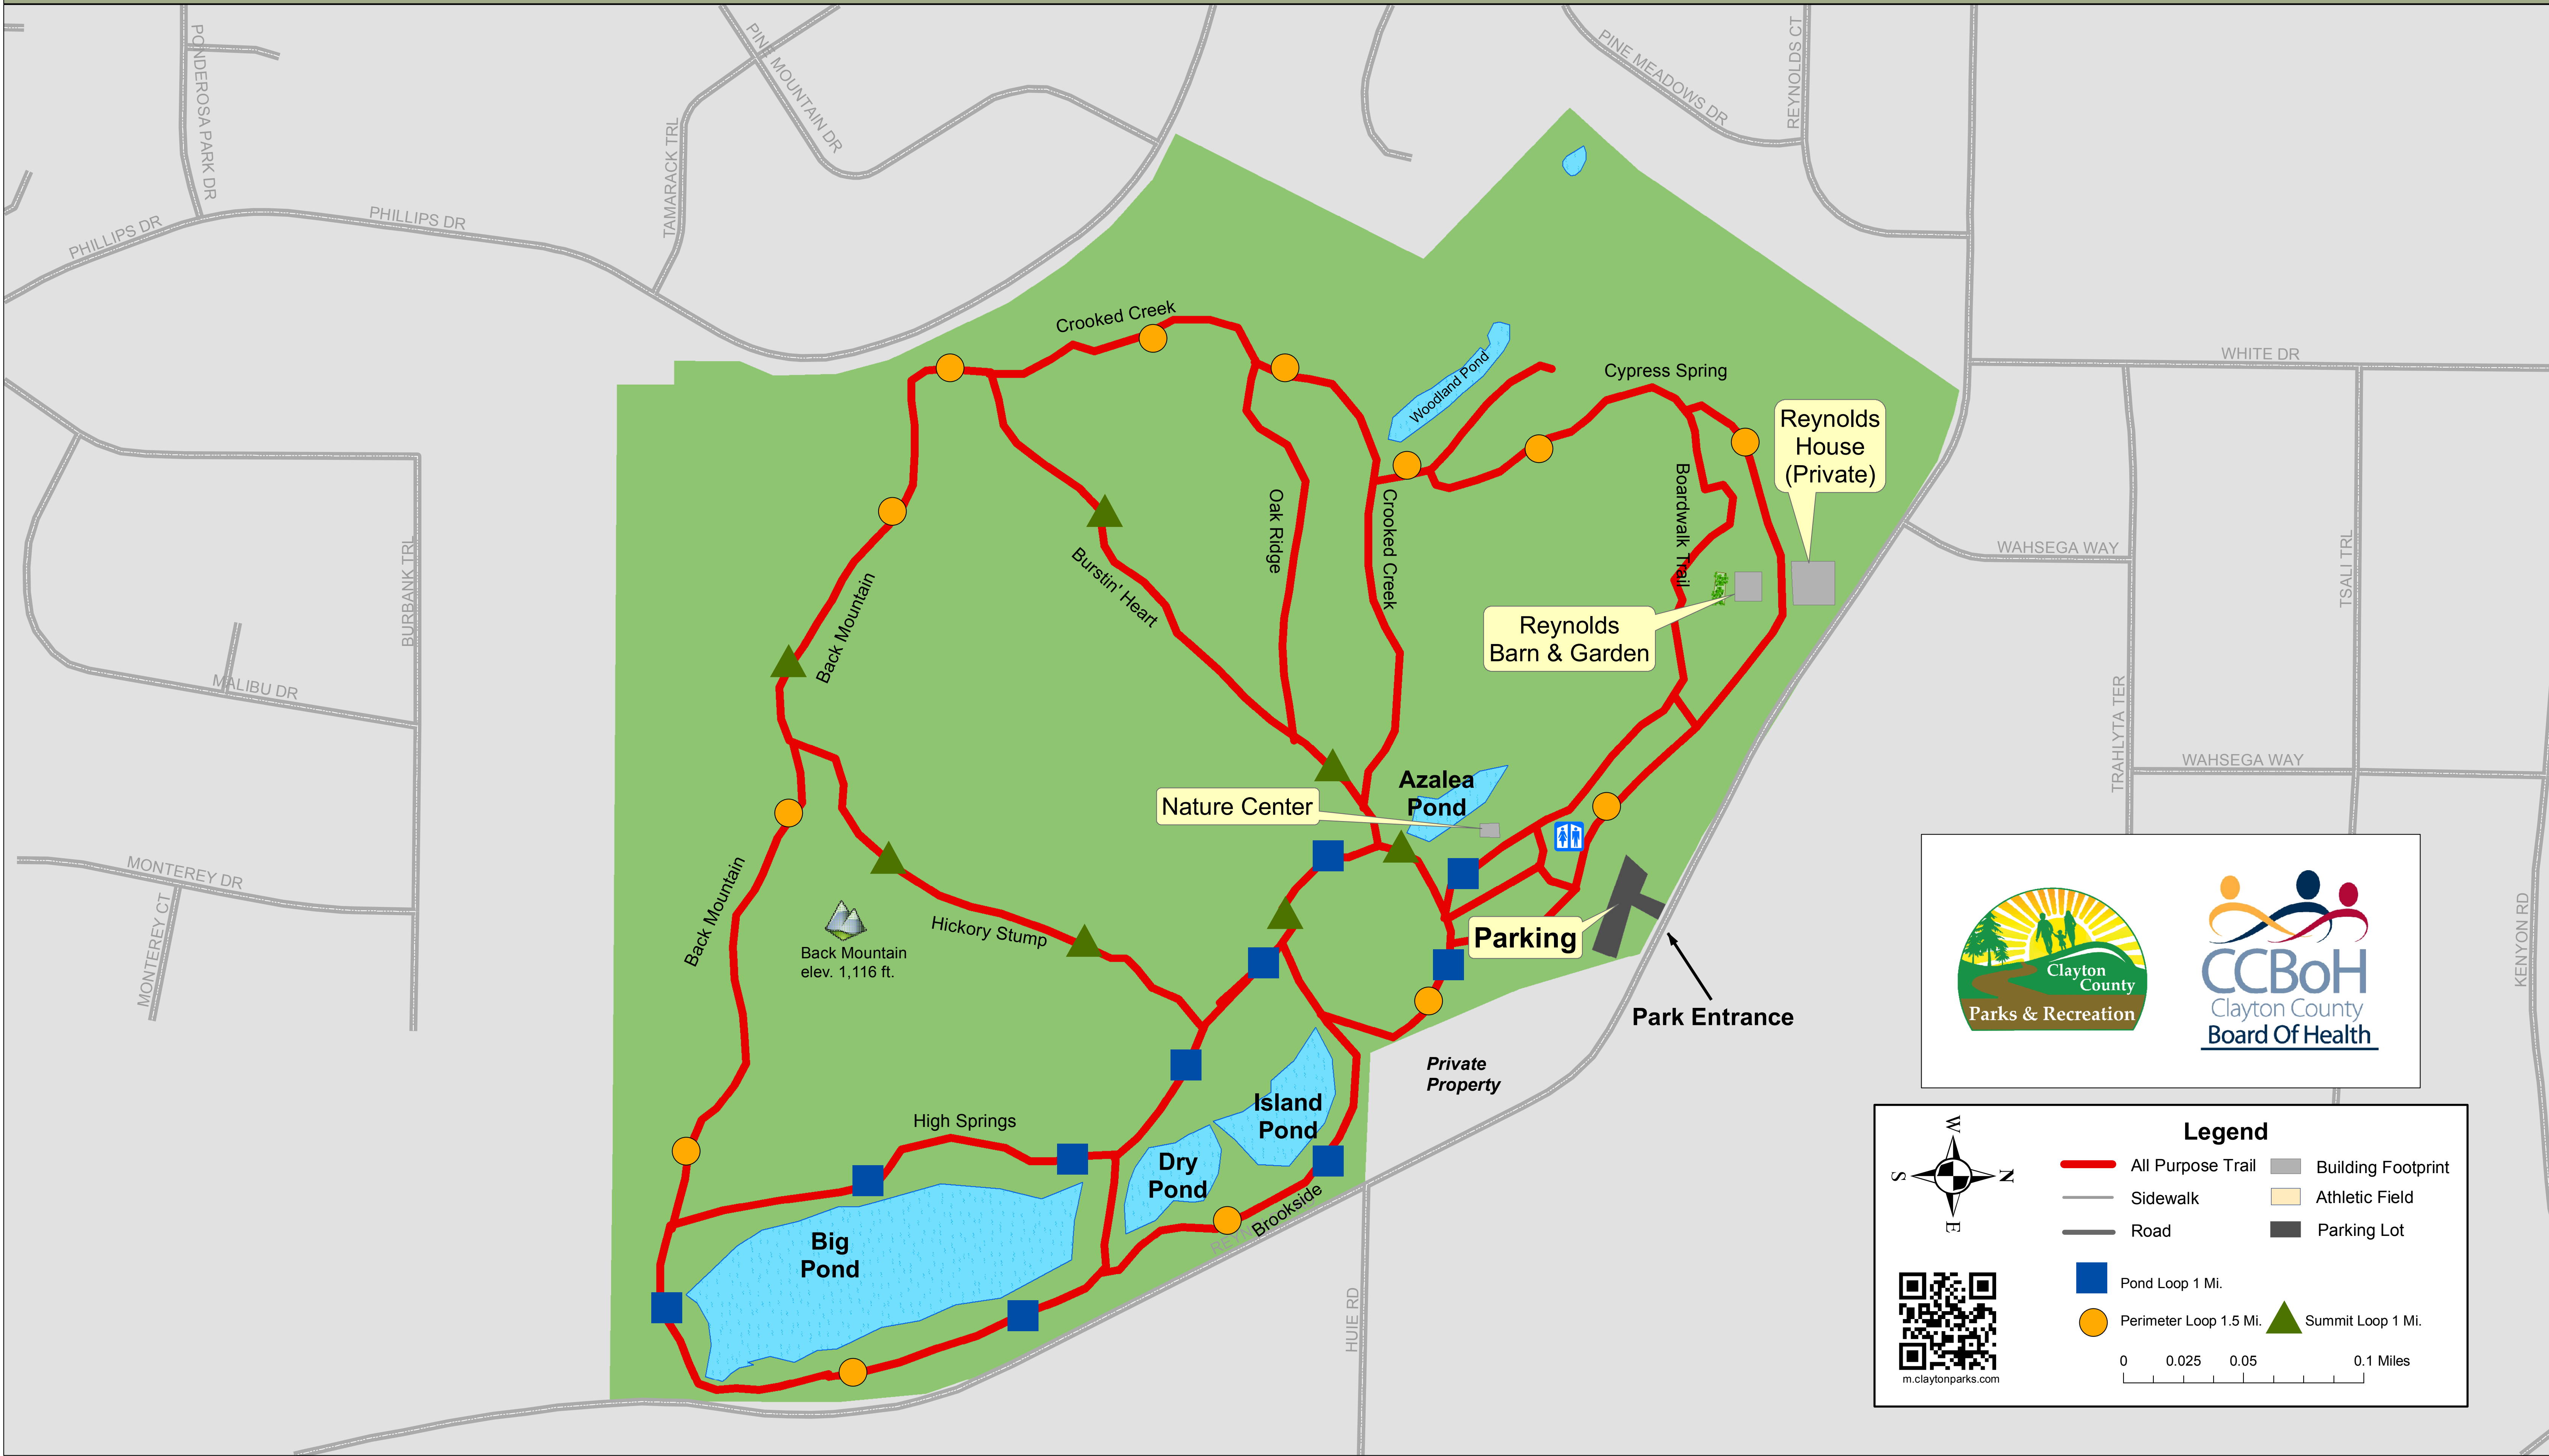 PONDEROSA PARK DR
PINE MOUNTAIN DR
TAMARACK TRL
PINE MEADOWS DR
REYNOLDS CT
PHILLIPS DR
PHILLIPS DR
Crooked Creek
Woodland Pond
Cypress Spring
WHITE DR
Reynolds
House
(Private)
Boardwalk Trail
Oak Ridge
Crooked Creek
BURBANK TRL
Burstin' Heart
Back Mountain
WAHSEGA WAY
TSALI TRL
Reynolds
Barn & Garden
MALIBU DR
TRAHLYTA TER
WAHSEGA WAY
Azalea
Pond
Nature Center
MONTEREY DR
MONTEREY CT
Back Mountain
Back Mountain
elev. 1,116 ft.
Hickory Stump
Parking
Park Entrance
KENYON RD
Clayton
County
Parks & Recreation
CCBoH
Clayton County
Board Of Health
Private
Property
High Springs
Island
Pond
Dry
Pond
Big
Pond
Brookside
REYN
HUIE RD
Legend
W
S
N
E
All Purpose Trail
Building Footprint
Sidewalk
Athletic Field
Road
Parking Lot
Pond Loop 1 Mi.
Perimeter Loop 1.5 Mi.
Summit Loop 1 Mi.
0
0.025
0.05
0.1 Miles
m.claytonparks.com